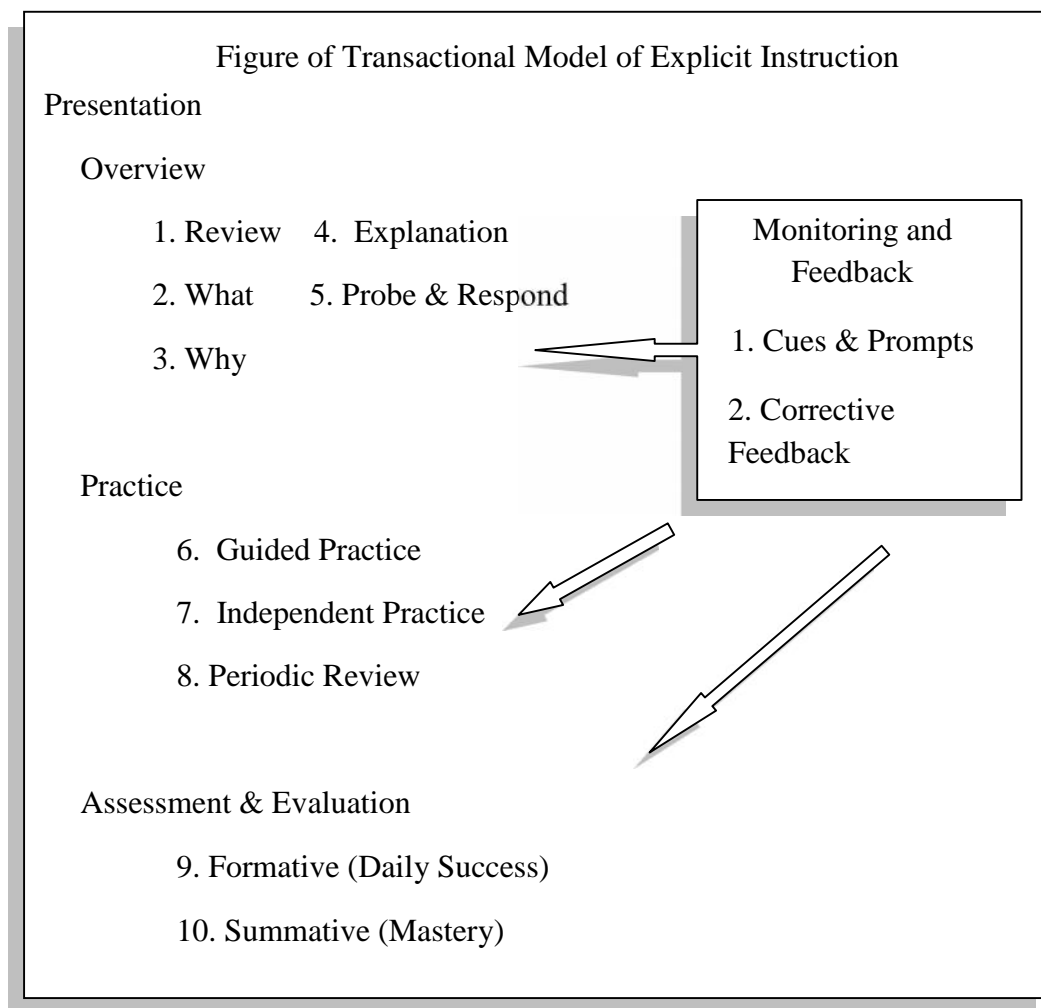 Figure of Transactional Model of Explicit Instruction
Presentation
Overview
1. Review 4. Explanation
2. What 5. Probe & Respond
3. Why
Monitoring and
Feedback
1. Cues & Prompts
2. Corrective
Feedback
Practice
6. Guided Practice
7. Independent Practice
8. Periodic Review
Assessment & Evaluation
9. Formative (Daily Success)
10. Summative (Mastery)